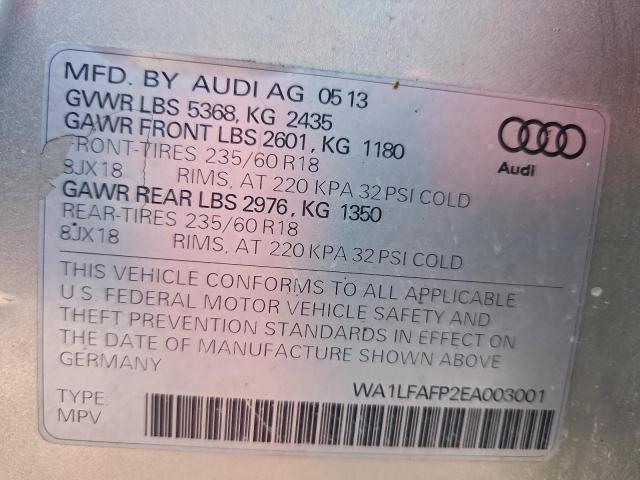 MFD. BY AUDI AG 05 13
GVWR LBS 5368, KG 2435
GAWR FRONT LBS 2601, KG 1180
FRONT-TIRES 235/60 R18
8JX18 RIMS, AT 220 KPA 32 PSI COLD
GAWR REAR LBS 2976, KG 1350
REAR-TIRES 235/60 R18
8JX18 RIMS, AT 220 KPA 32 PSI COLD
Audi
THIS VEHICLE CONFORMS TO ALL APPLICABLE
U.S. FEDERAL MOTOR VEHICLE SAFETY AND
THEFT PREVENTION STANDARDS IN EFFECT ON
THE DATE OF MANUFACTURE SHOWN ABOVE
GERMANY
WA1LFAFP2EA003001
TYPE:
MPV